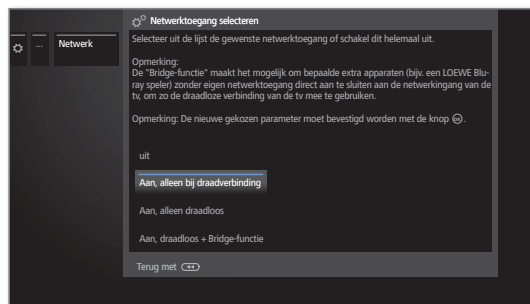 Netwerktoegang selecteren
... Netwerk
Selecteer uit de lijst de gewenste netwerktoegang of schakel dit helemaal uit.
Opmerking:
De "Bridge-functie" maakt het mogelijk om bepaalde extra apparaten (bijv. een LOEWE Blu-
ray speler) zonder eigen netwerktoegang direct aan te sluiten aan de netwerkingang van de
tv, om zo de draadloze verbinding van de tv mee te gebruiken.
Opmerking: De nieuwe gekozen parameter moet bevestigd worden met de knop OK.
uit
Aan, alleen bij draadverbinding
Aan, alleen draadloos
Aan, draadloos + Bridge-functie
Terug met